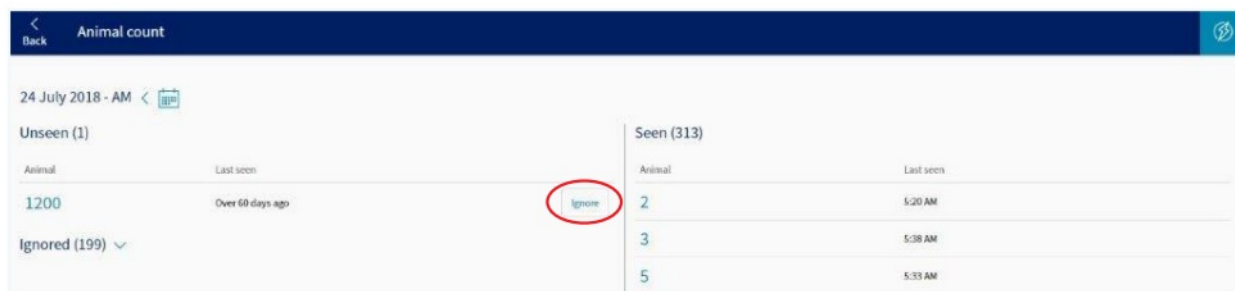 Back
Animal count
24 July 2018 - AM
Unseen (1)
Animal Last seen
1200 Over 60 days ago Ignore
Ignored (199)
Seen (313)
Animal Last seen
2 5:20 AM
3 5:38 AM
5 5:33 AM